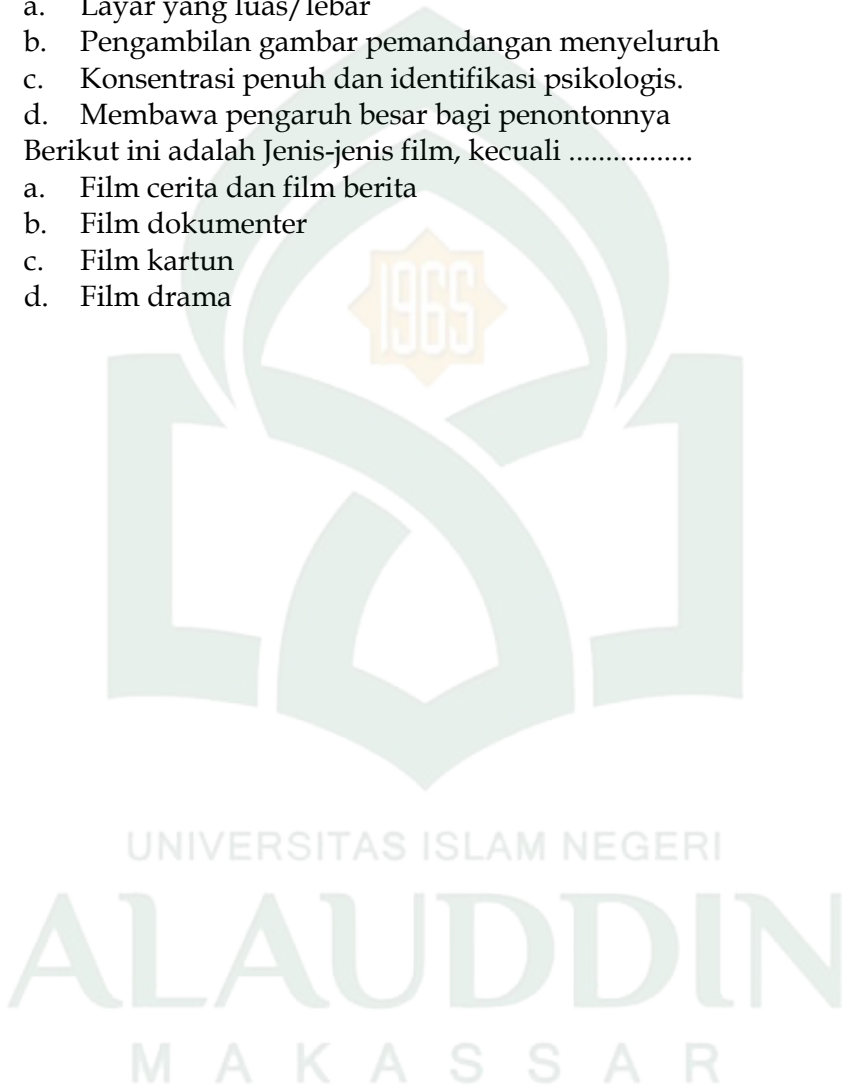 a. Layar yang luas/lebar
b. Pengambilan gambar pemandangan menyeluruh
c. Konsentrasi penuh dan identifikasi psikologis.
d. Membawa pengaruh besar bagi penontonnya
Berikut ini adalah Jenis-jenis film, kecuali .................
a. Film cerita dan film berita
b. Film dokumenter
c. Film kartun
d. Film drama
1965
UNIVERSITAS ISLAM NEGERI
ALAUDDIN
MAKASSAR